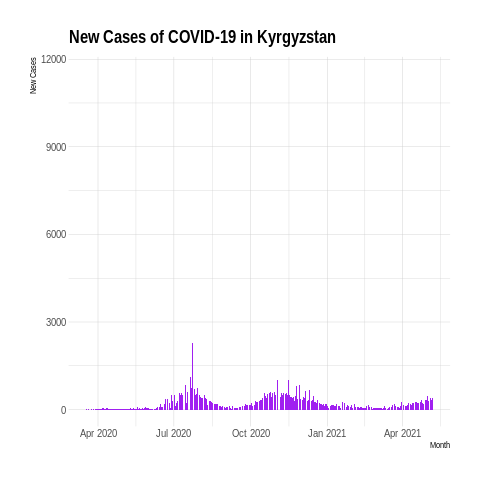 New Cases of COVID-19 in Kyrgyzstan
New Cases
12000
9000
6000
3000
0
Apr 2020 Jul 2020 Oct 2020 Jan 2021 Apr 2021
Month